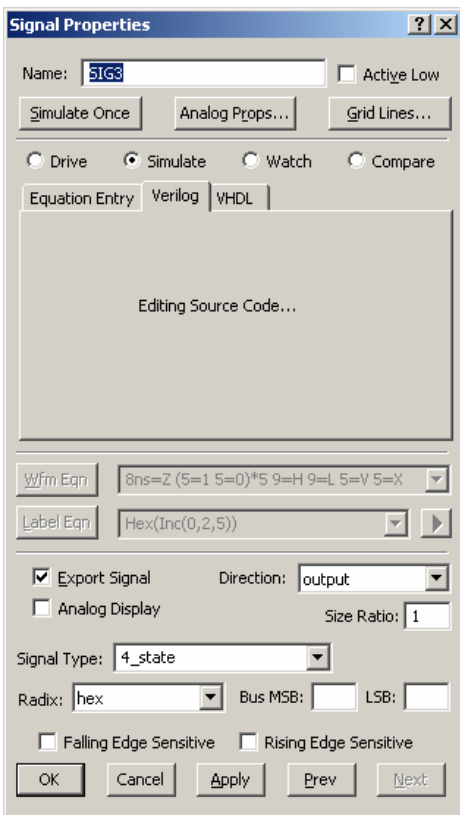 Signal Properties
Name: SIG3 Active Low
Simulate Once Analog Props... Grid Lines...
Drive Simulate Watch Compare
Equation Entry Verilog VHDL
Editing Source Code...
Wfm Eqn 8ns=Z (5=1 5=0)*5 9=H 9=L 5=V 5=X
Label Eqn Hex(Inc(0,2,5))
Export Signal Direction: output
Analog Display Size Ratio: 1
Signal Type: 4_state
Radix: hex Bus MSB: LSB:
Falling Edge Sensitive Rising Edge Sensitive
OK Cancel Apply Prev Next